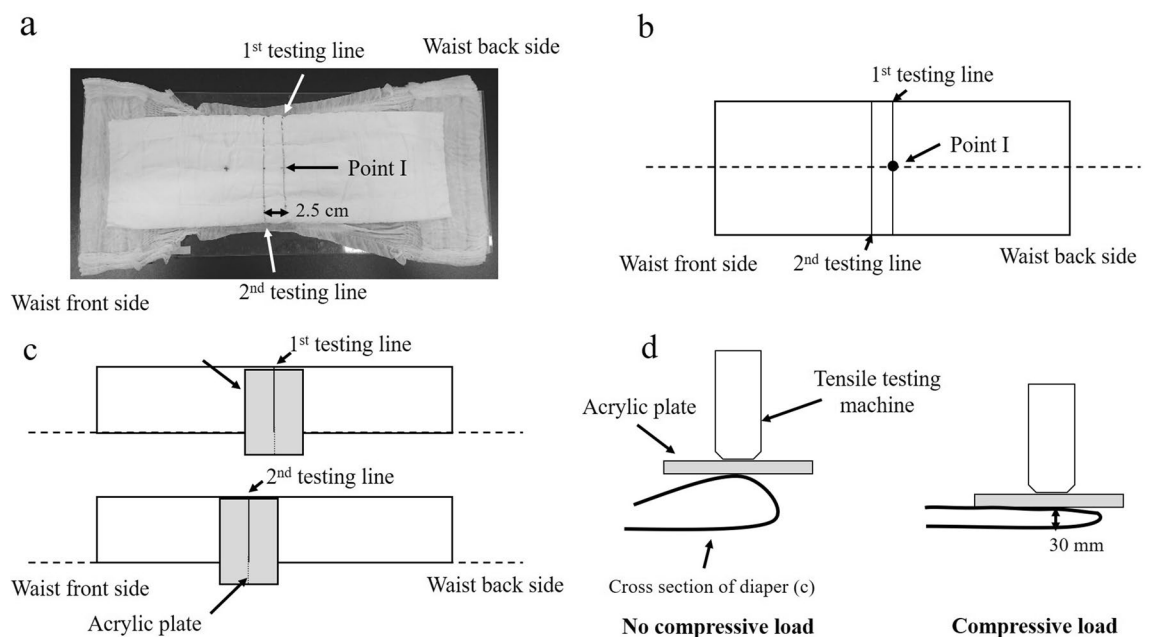 a
1st testing line
Waist back side
Point I
2.5 cm
2nd testing line
Waist front side
b
1st testing line
Point I
Waist front side
2nd testing line
Waist back side
c
1st testing line
2nd testing line
Waist front side
Waist back side
Acrylic plate
d
Tensile testing
machine
Acrylic plate
30 mm
Cross section of diaper (c)
No compressive load
Compressive load